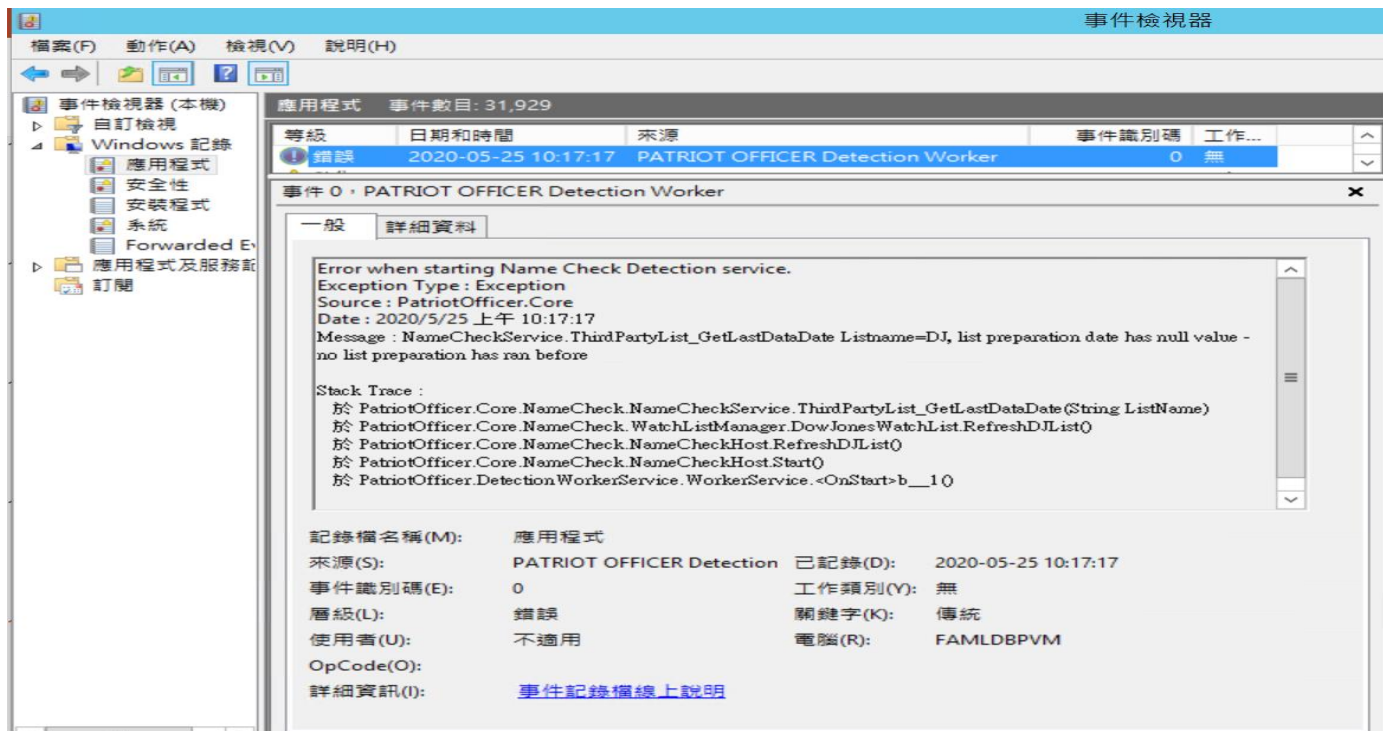 事件檢視器
檔案(F) 動作(A) 檢視(V) 說明(H)
事件檢視器 (本機)
自訂檢視
Windows 記錄
應用程式
安全性
安裝程式
系統
Forwarded Ev
應用程式及服務記
訂閱
應用程式 事件數目: 31,929
等級 日期和時間 來源 事件識別碼 工作...
錯誤 2020-05-25 10:17:17 PATRIOT OFFICER Detection Worker 0 無
事件 0，PATRIOT OFFICER Detection Worker
一般 詳細資料
Error when starting Name Check Detection service.
Exception Type : Exception
Source : PatriotOfficer.Core
Date : 2020/5/25 上午 10:17:17
Message : NameCheckService.ThirdPartyList_GetLastDataDate Listname=DJ, list preparation date has null value -
no list preparation has ran before
Stack Trace :
於 PatriotOfficer.Core.NameCheck.NameCheckService.ThirdPartyList_GetLastDataDate(String ListName)
於 PatriotOfficer.Core.NameCheck.WatchListManager.DowJonesWatchList.RefreshDJList()
於 PatriotOfficer.Core.NameCheck.NameCheckHost.RefreshDJList()
於 PatriotOfficer.Core.NameCheck.NameCheckHost.Start()
於 PatriotOfficer.DetectionWorkerService.WorkerService.<OnStart>b__1()
記錄檔名稱(M): 應用程式
來源(S): PATRIOT OFFICER Detection 已記錄(D): 2020-05-25 10:17:17
事件識別碼(E): 0 工作類別(Y): 無
層級(L): 錯誤 關鍵字(K): 傳統
使用者(U): 不適用 電腦(R): FAMLDBPVM
OpCode(O):
詳細資訊(I): 事件記錄檔線上說明